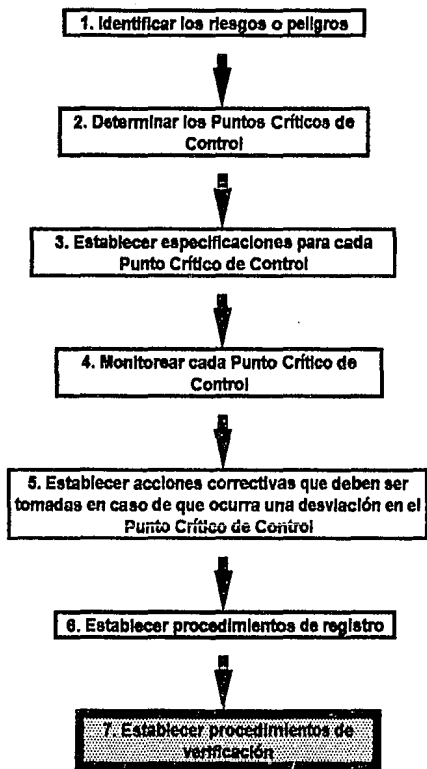 1. Identificar los riesgos o peligros
2. Determinar los Puntos Críticos de
Control
3. Establecer especificaciones para cada
Punto Crítico de Control
4. Monitorear cada Punto Crítico de
Control
5. Establecer acciones correctivas que deben ser
tomadas en caso de que ocurra una desviación en el
Punto Crítico de Control
6. Establecer procedimientos de registro
7. Establecer procedimientos de
verificación